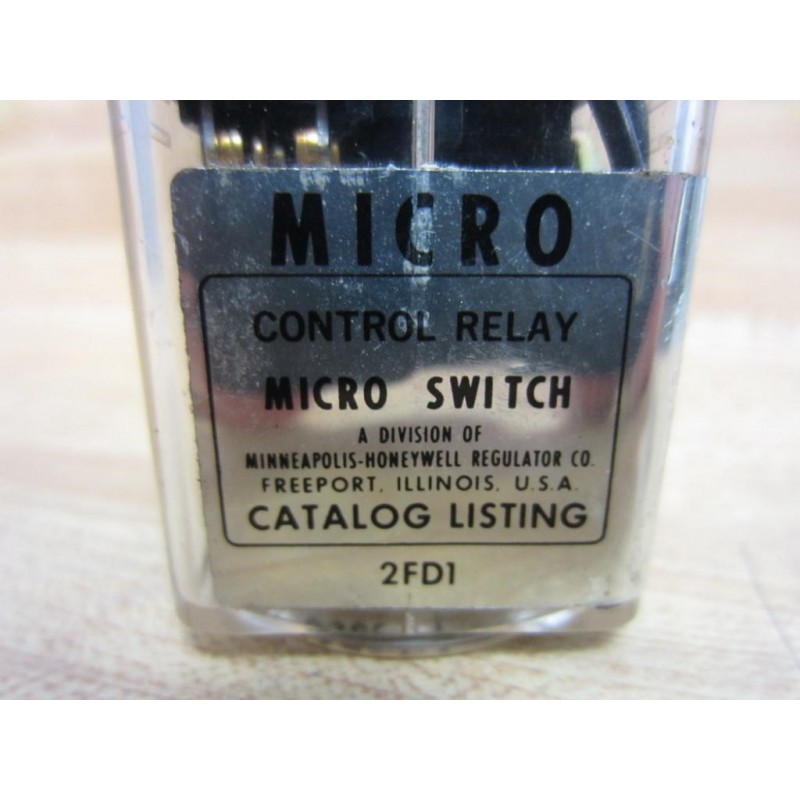 MICRO
CONTROL RELAY
MICRO SWITCH
A DIVISION OF
MINNEAPOLIS-HONEYWELL REGULATOR CO.
FREEPORT, ILLINOIS, U.S.A.
CATALOG LISTING
2FD1